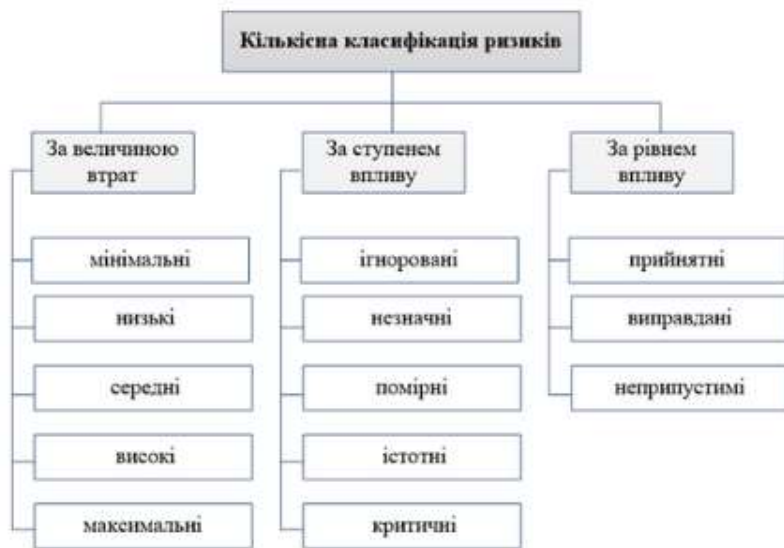 Кількісна класифікація ризиків
За величиною
втрат
мінімальні
низькі
середні
високі
максимальні
За ступенем
впливу
ігноровані
незначні
помірні
істотні
критичні
За рівнем
впливу
прийнятні
виправдані
неприпустимі